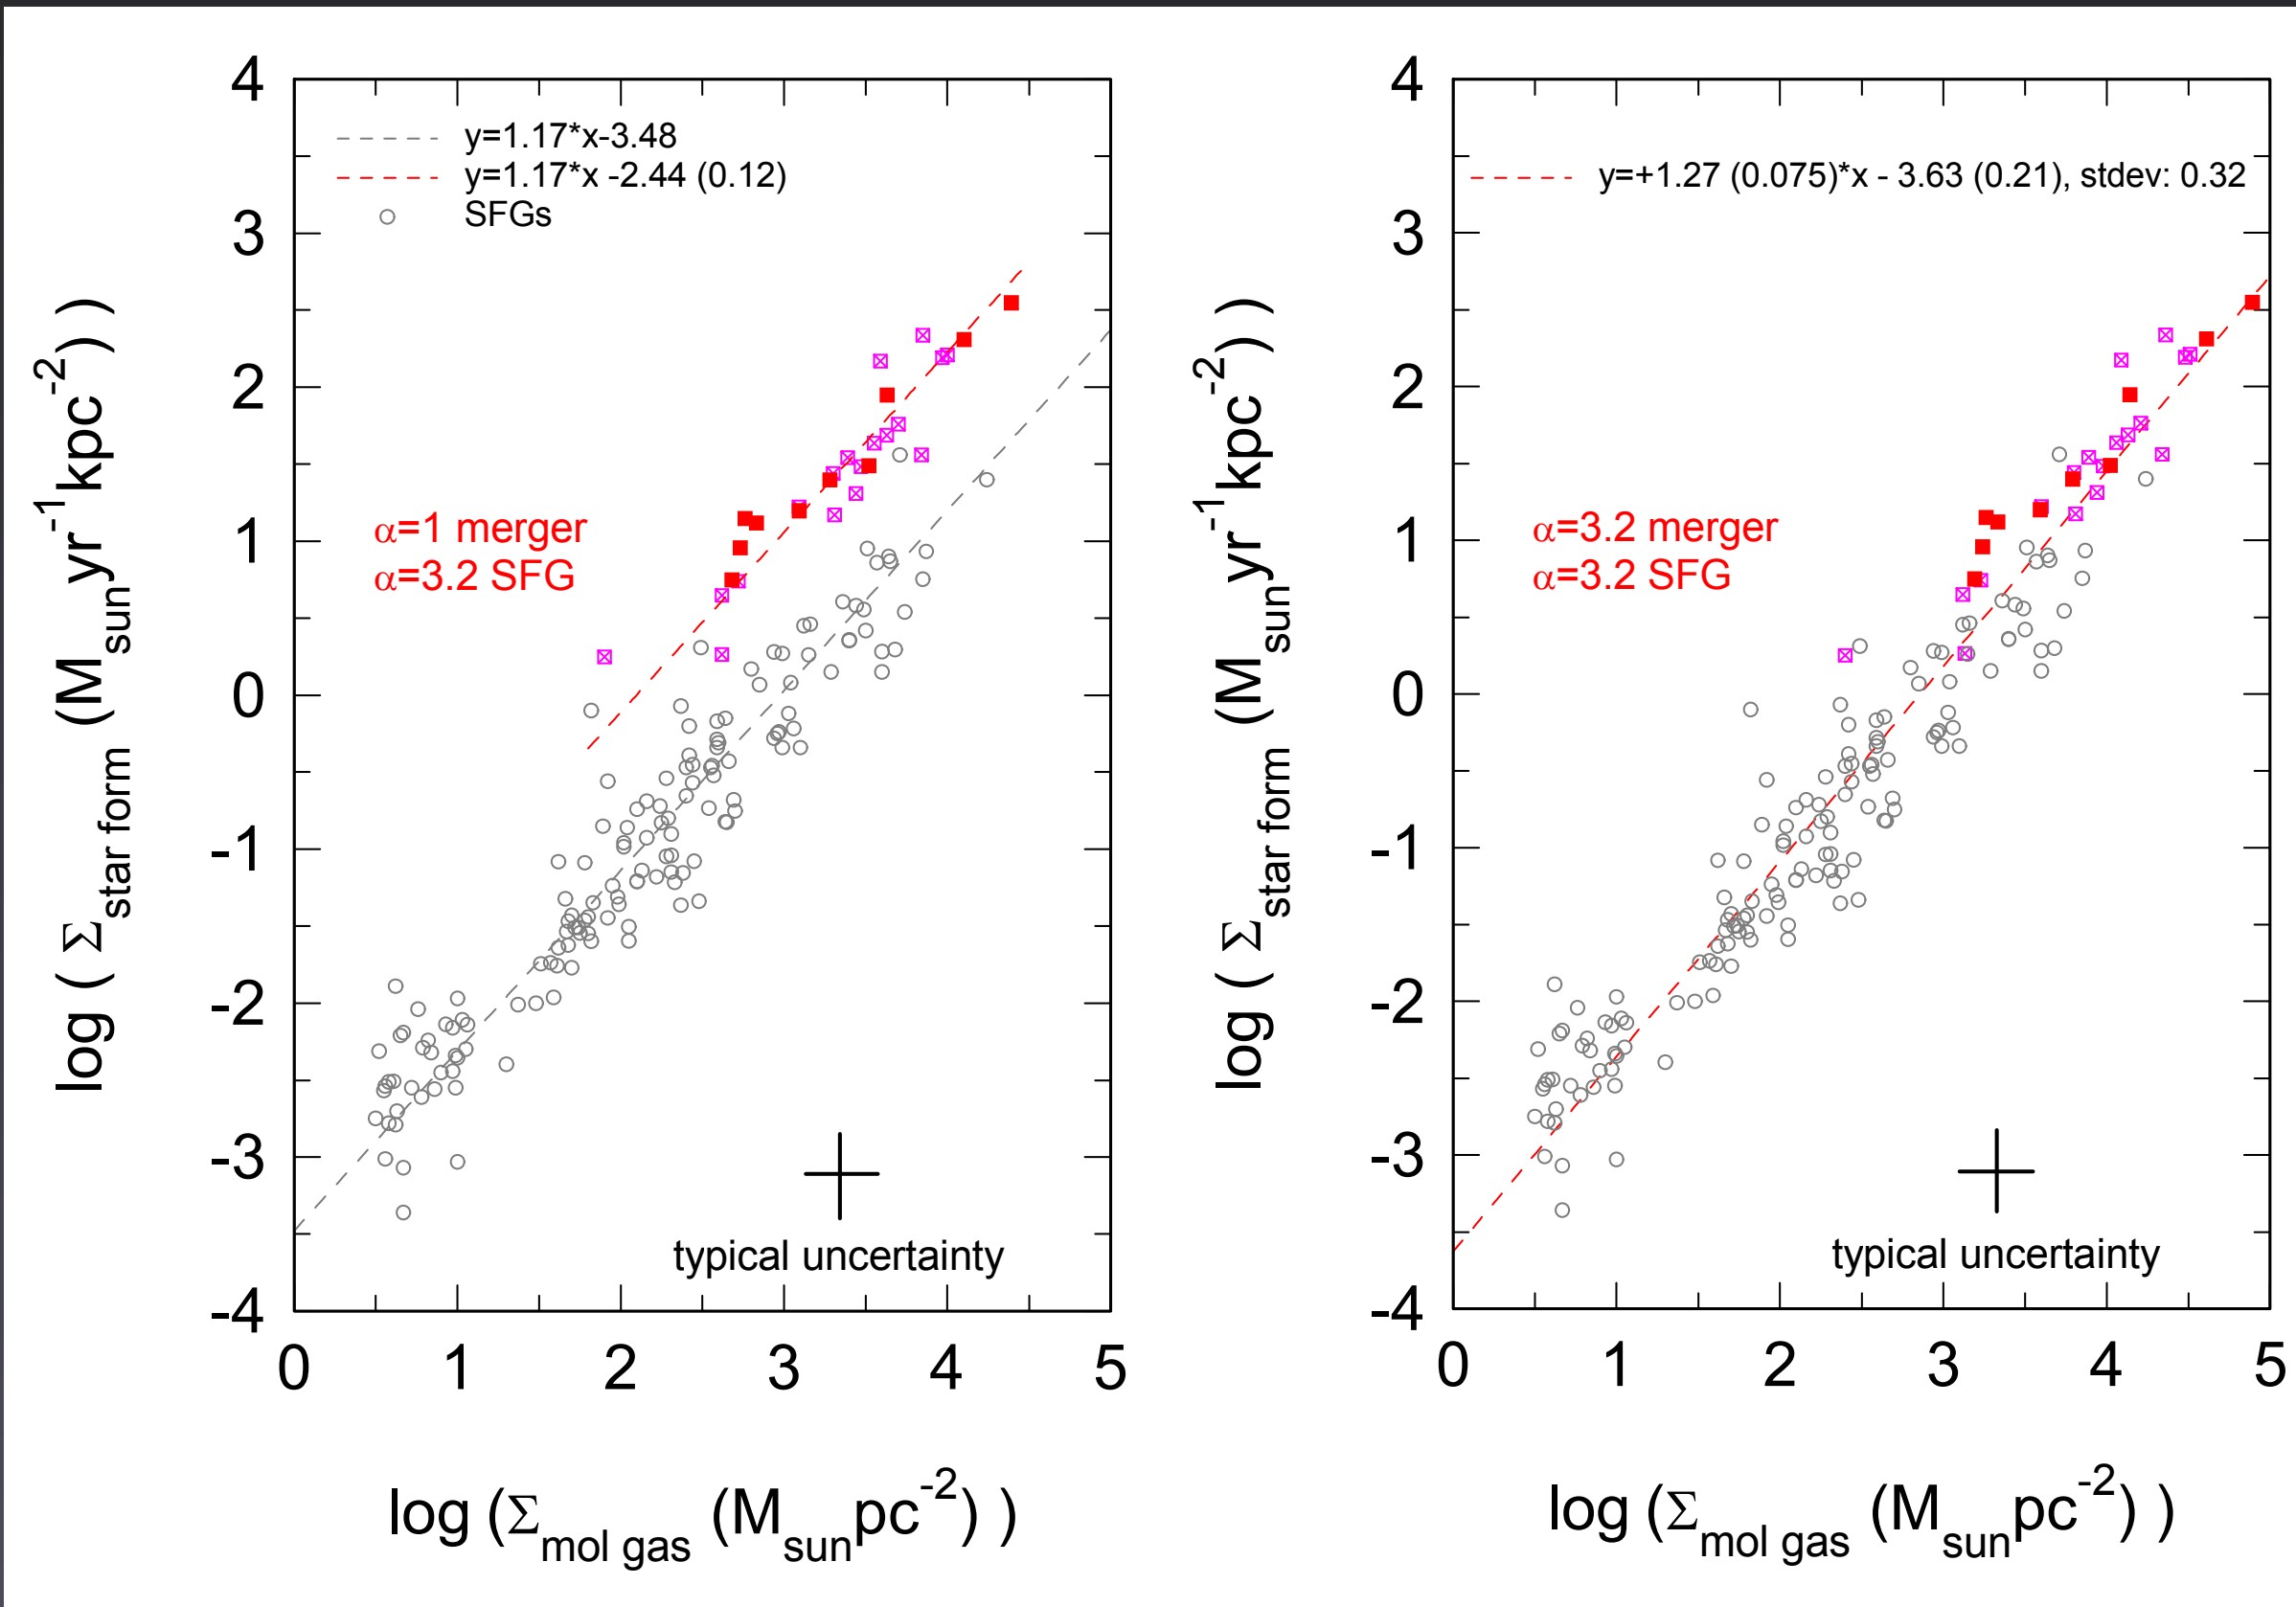 4
3
2
1
0
-1
-2
-3
-4
0 1 2 3 4 5
log ( Σstar form (Msunyr-1kpc-2) )
y=1.17*x-3.48
y=1.17*x -2.44 (0.12)
SFGs
α=1 merger
α=3.2 SFG
typical uncertainty
log (Σmol gas (Msunpc-2) )
4
3
2
1
0
-1
-2
-3
-4
0 1 2 3 4 5
log ( Σstar form (Msunyr-1kpc-2) )
y=+1.27 (0.075)*x - 3.63 (0.21), stdev: 0.32
α=3.2 merger
α=3.2 SFG
typical uncertainty
log (Σmol gas (Msunpc-2) )